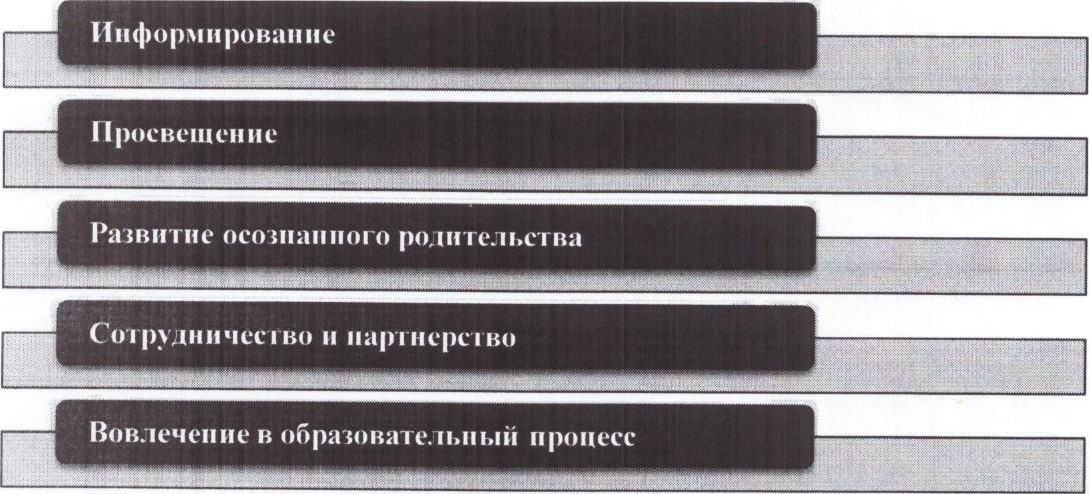 Информирование
Просвещение
Развитие осознанного родительства
Сотрудничество и партнерство
Вовлечение в образовательный процесс